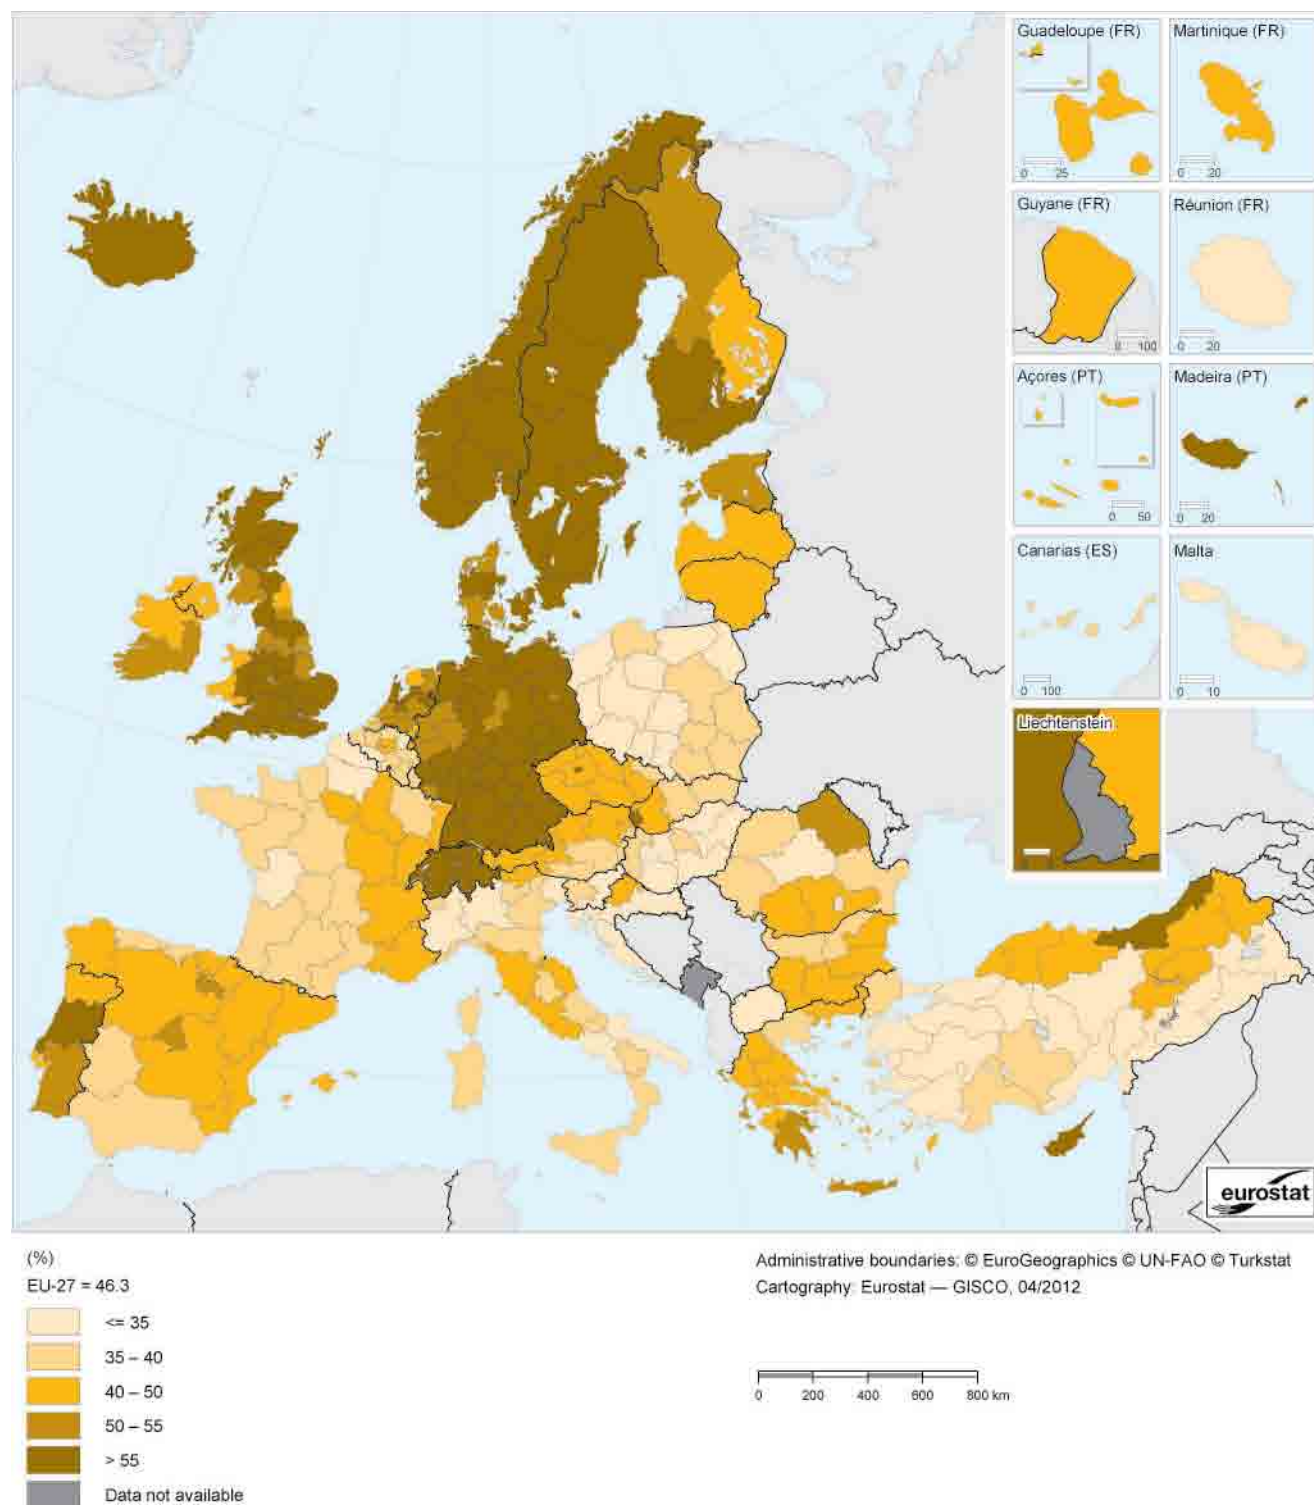 Guadeloupe (FR)
0 25
Martinique (FR)
0 20
Guyane (FR)
0 100
Réunion (FR)
0 20
Açores (PT)
0 50
Madeira (PT)
0 20
Canarias (ES)
0 100
Malta
0 10
Liechtenstein
eurostat
(%)
EU-27 = 46.3
<= 35
35 – 40
40 – 50
50 – 55
> 55
Data not available
Administrative boundaries: © EuroGeographics © UN-FAO © Turkstat
Cartography: Eurostat — GISCO, 04/2012
0 200 400 600 800 km